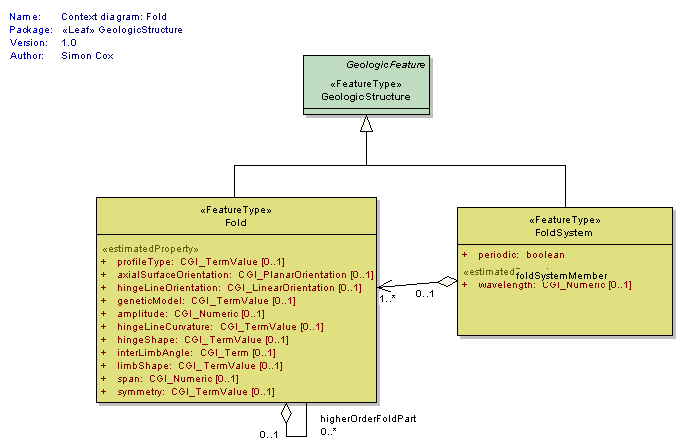 Name: Context diagram: Fold
Package: «Leaf» GeologicStructure
Version: 1.0
Author: Simon Cox
GeologicFeature
«FeatureType»
GeologicStructure
«FeatureType»
Fold
«estimatedProperty»
+ profileType: CGI_TermValue [0..1]
+ axialSurfaceOrientation: CGI_PlanarOrientation [0..1]
+ hingeLineOrientation: CGI_LinearOrientation [0..1]
+ geneticModel: CGI_TermValue [0..1]
+ amplitude: CGI_Numeric [0..1]
+ hingeLineCurvature: CGI_TermValue [0..1]
+ hingeShape: CGI_TermValue [0..1]
+ interLimbAngle: CGI_Term [0..1]
+ limbShape: CGI_TermValue [0..1]
+ span: CGI_Numeric [0..1]
+ symmetry: CGI_TermValue [0..1]
«FeatureType»
FoldSystem
+ periodic: boolean
«estimated
foldSystemMember
+ wavelength: CGI_Numeric [0..1]
1..*
0..1
higherOrderFoldPart
0..1
0..*